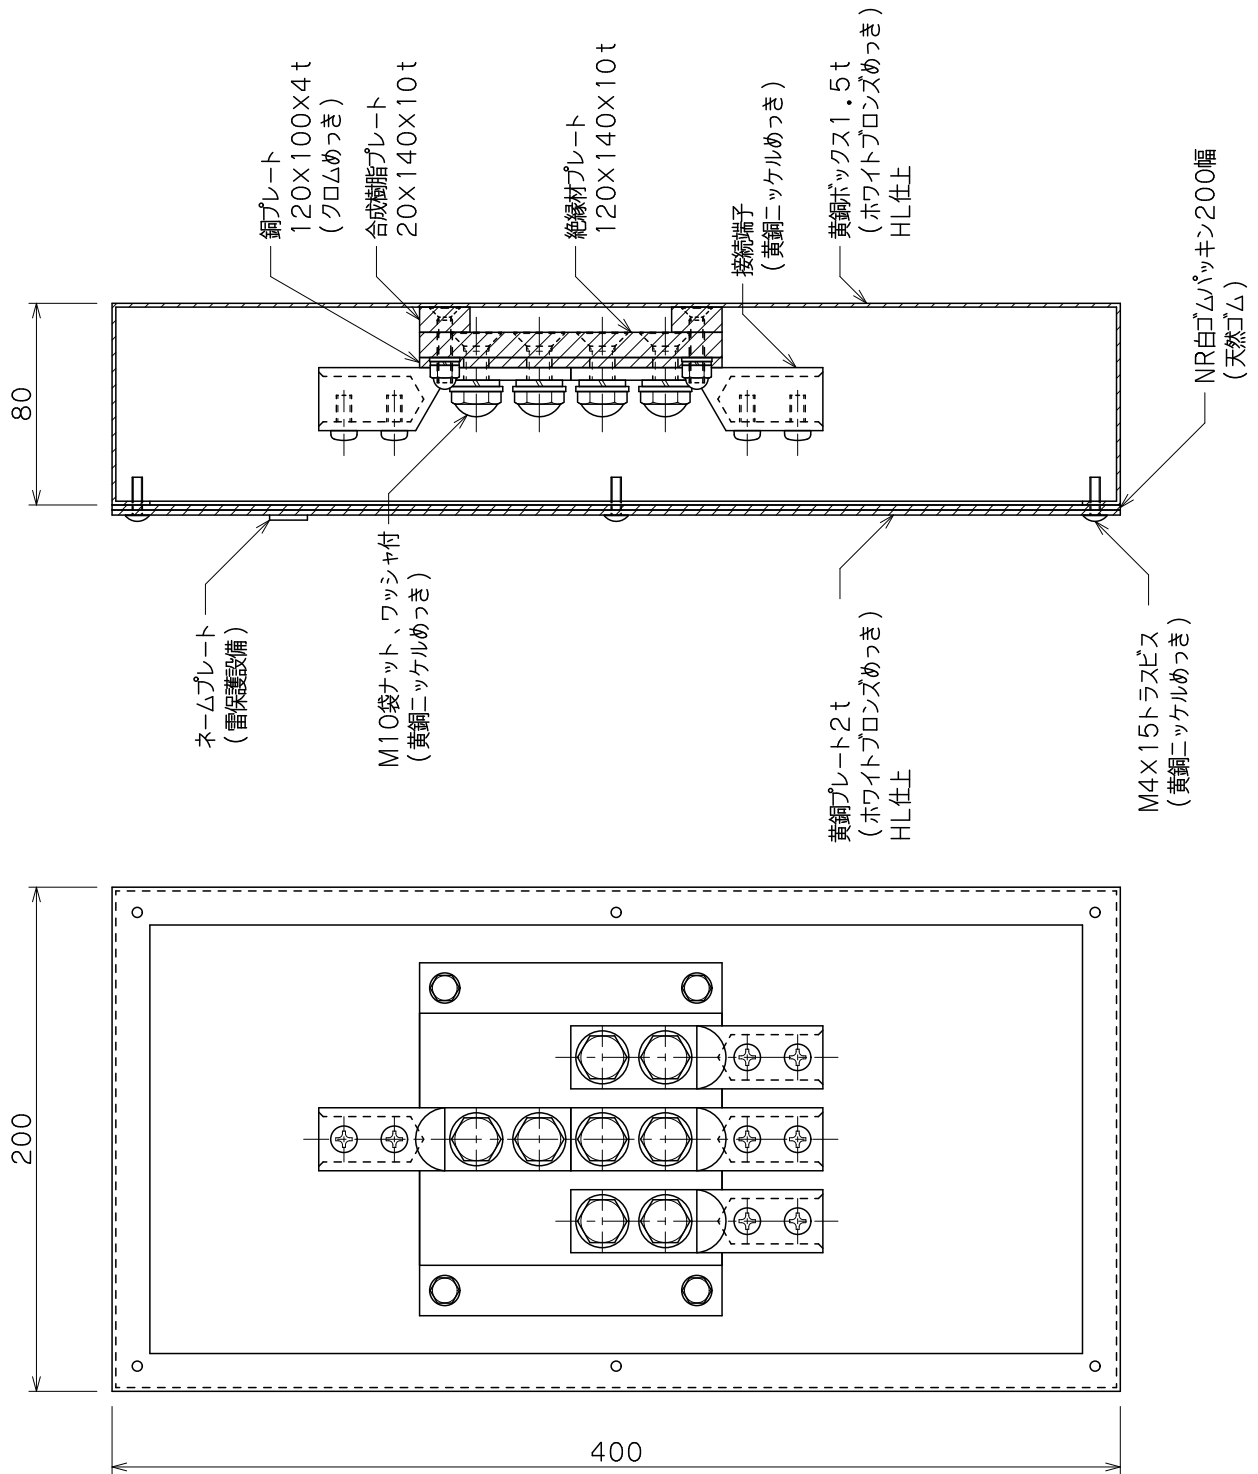 銅プレート
120×100×4t
(クロムめっき)
合成樹脂プレート
20×140×10t
絶縁材プレート
120×140×10t
接続端子
(黄銅ニッケルめっき)
黄銅ボックス1.5t
(ホワイトブロンズめっき)
HL仕上
NR白ゴムパッキン200幅
(天然ゴム)
80
ネームプレート
(雷保護設備)
M10袋ナット、ワッシャ付
(黄銅ニッケルめっき)
黄銅プレート2t
(ホワイトブロンズめっき)
HL仕上
M4×15トラスビス
(黄銅ニッケルめっき)
200
400